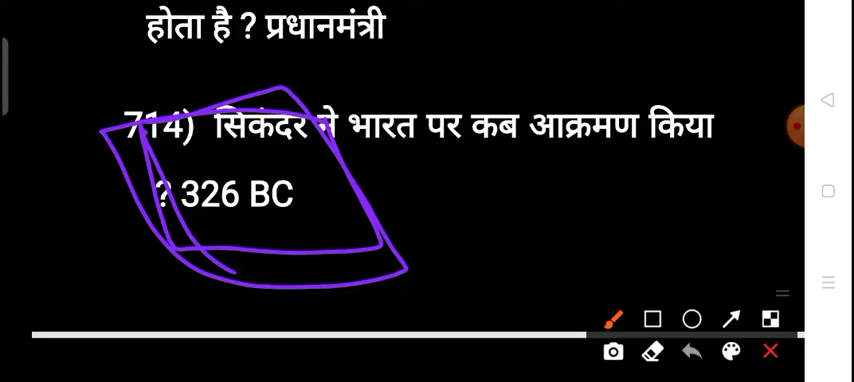 होता है ? प्रधानमंत्री
714) सिकंदर ने भारत पर कब आक्रमण किया
? 326 BC